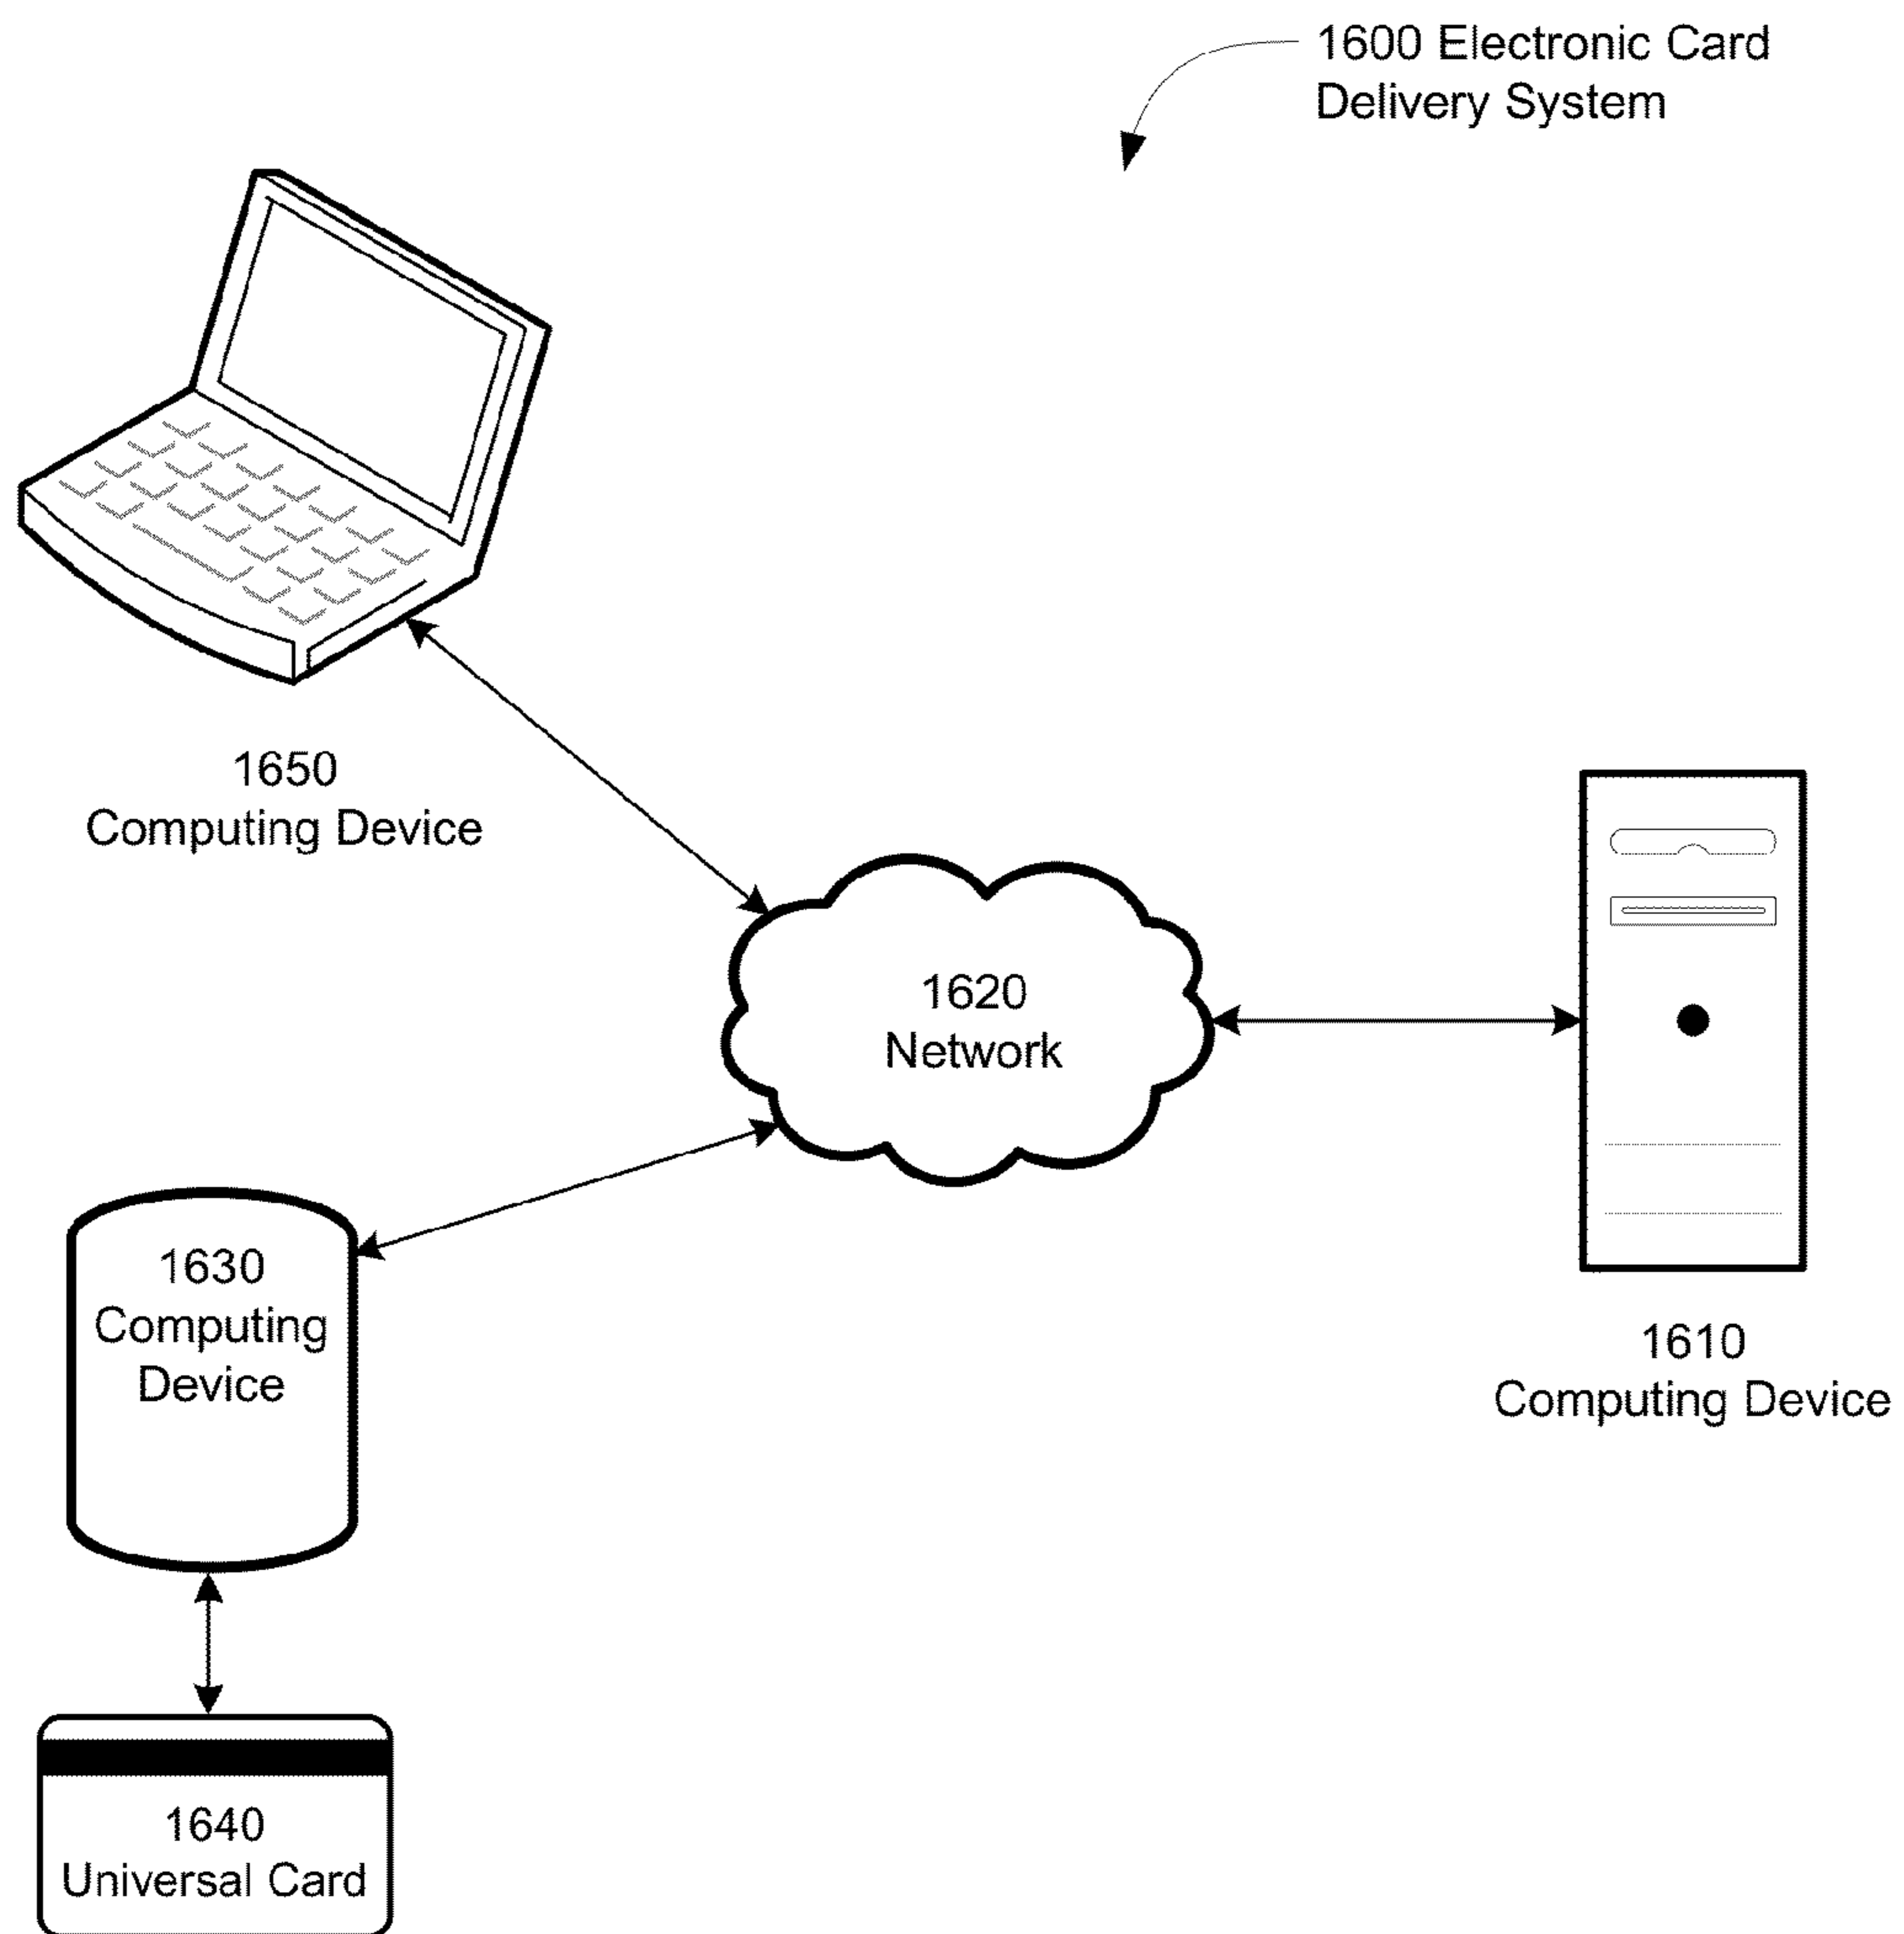 1600 Electronic Card
Delivery System
1650
Computing Device
1620
Network
1630
Computing
Device
1610
Computing Device
1640
Universal Card